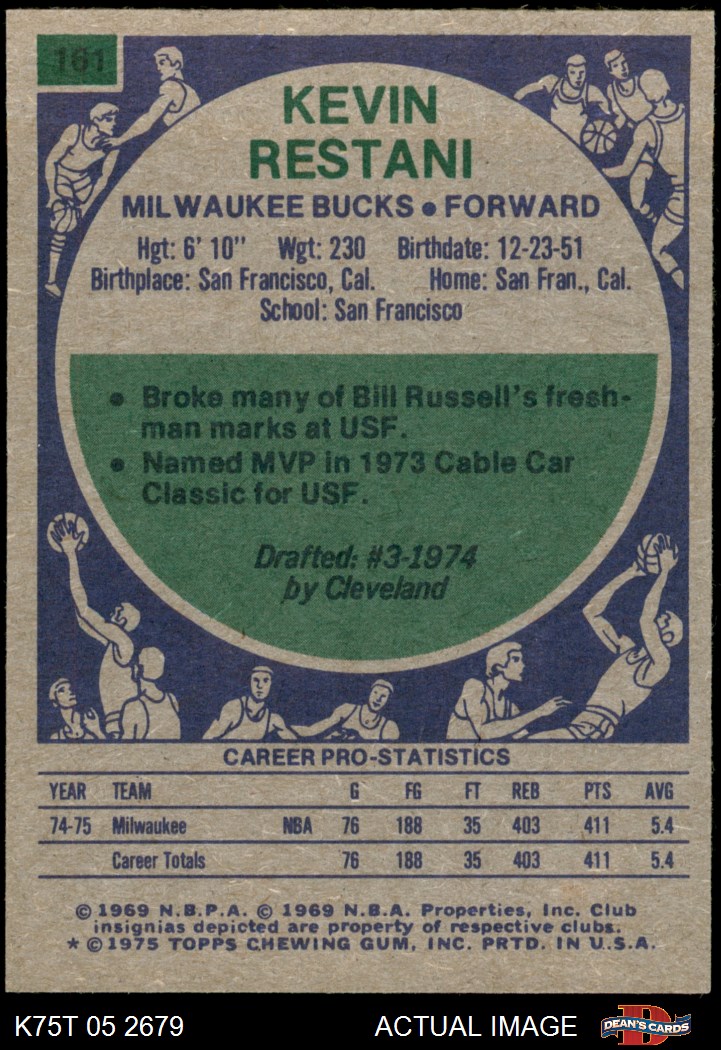 161
KEVIN
RESTANI
MILWAUKEE BUCKS • FORWARD
Hgt: 6' 10" Wgt: 230 Birthdate: 12-23-51
Birthplace: San Francisco, Cal. Home: San Fran., Cal.
School: San Francisco
• Broke many of Bill Russell's fresh-
man marks at USF.
• Named MVP in 1973 Cable Car
Classic for USF.
Drafted: #3-1974
by Cleveland
CAREER PRO-STATISTICS
YEAR TEAM G FG FT REB PTS AVG
74-75 Milwaukee NBA 76 188 35 403 411 5.4
Career Totals 76 188 35 403 411 5.4
© 1969 N.B.P.A. © 1969 N.B.A. Properties, Inc. Club
insignias depicted are property of respective clubs.
* © 1975 TOPPS CHEWING GUM, INC. PRTD. IN U.S.A.
K75T 05 2679 ACTUAL IMAGE DEAN'S CARDS